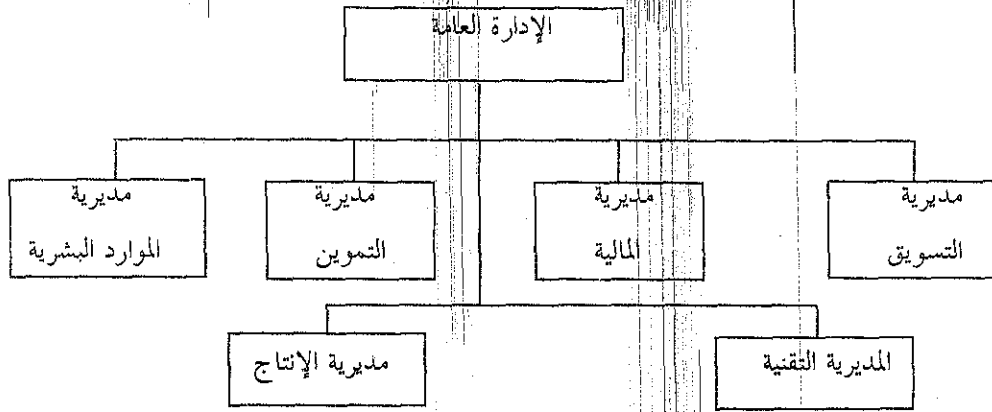 الإدارة العامة
مديرية
التسويق
مديرية
المالية
مديرية
التموين
مديرية
الموارد البشرية
المديرية التقنية
مديرية الإنتاج